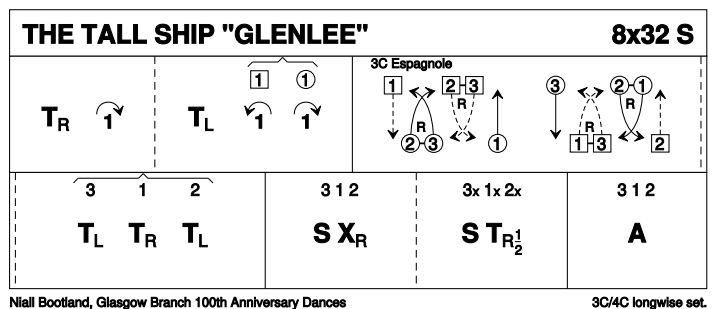 THE TALL SHIP "GLENLEE" 8x32 S
3C Espagnole
1 1
TR 1 TL 1 1
1 2-3 3 2-1
R R
R R
2-3 1 1-3 2
3 1 2 3 1 2 3x 1x 2x 3 1 2
TL TR TL S XR S TR½ A
Niall Bootland, Glasgow Branch 100th Anniversary Dances 3C/4C longwise set.